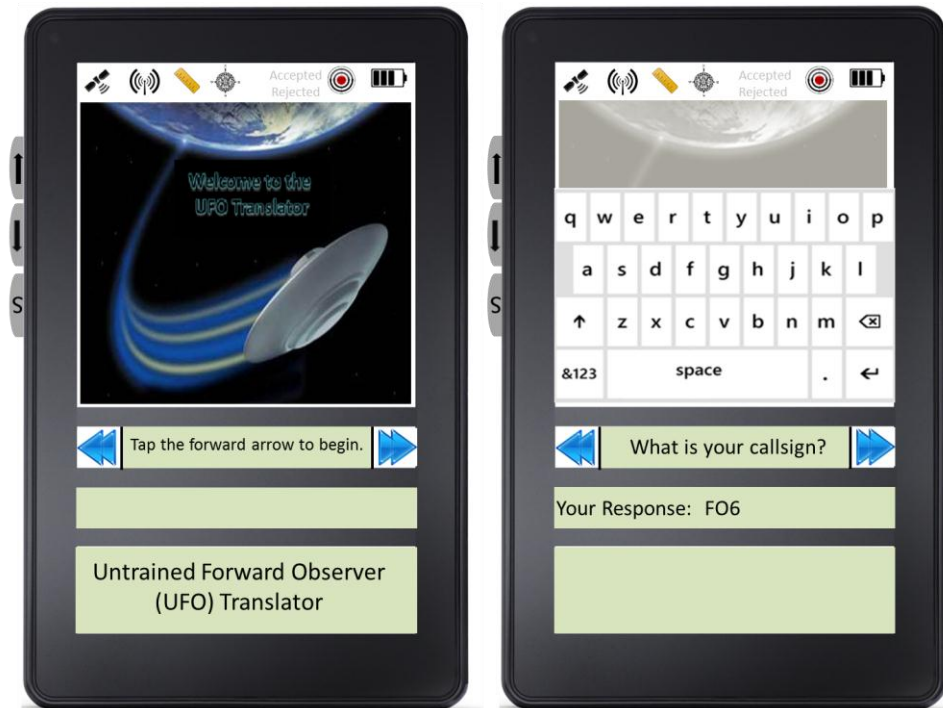 Accepted
Rejected
Welcome to the
UFO Translator
S
Tap the forward arrow to begin.
Untrained Forward Observer
(UFO) Translator
Accepted
Rejected
q w e r t y u i o p
a s d f g h j k l
S
z x c v b n m
&123 space .
What is your callsign?
Your Response: FO6